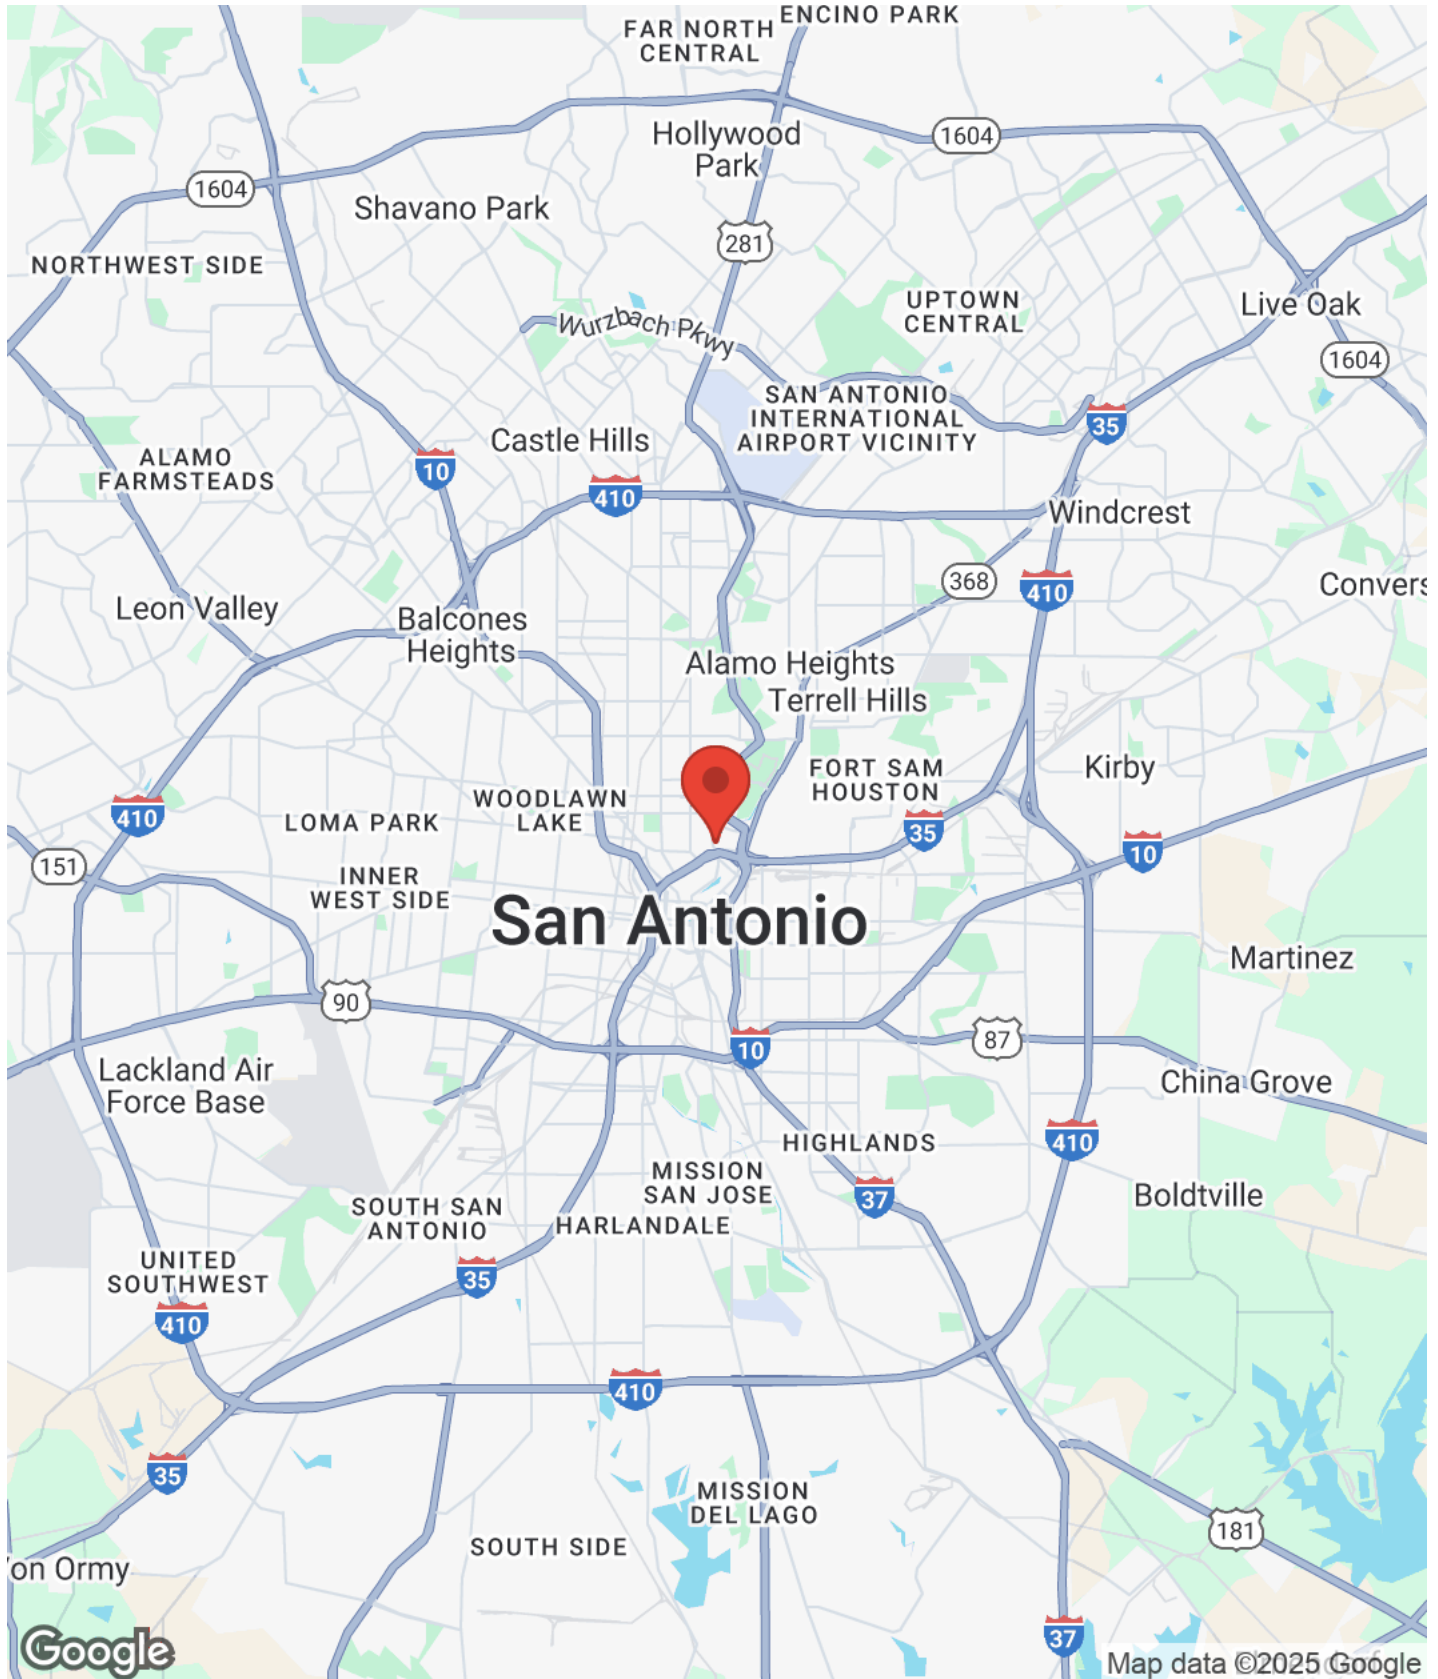 ENCINO PARK
FAR NORTH
CENTRAL
Hollywood
Park
1604
1604
Shavano Park
281
NORTHWEST SIDE
UPTOWN
CENTRAL
Live Oak
Wurzbach Pkwy
1604
SAN ANTONIO
INTERNATIONAL
AIRPORT VICINITY
35
Castle Hills
ALAMO
FARMSTEADS
10
410
Windcrest
368
410
Convers
Leon Valley
Balcones
Heights
Alamo Heights
Terrell Hills
FORT SAM
HOUSTON
Kirby
WOODLAWN
LAKE
410
LOMA PARK
35
10
151
INNER
WEST SIDE
San Antonio
Martinez
90
10
87
Lackland Air
Force Base
China Grove
HIGHLANDS
410
MISSION
SAN JOSE
37
Boldtville
SOUTH SAN
ANTONIO
HARLANDALE
UNITED
SOUTHWEST
35
410
410
35
MISSION
DEL LAGO
181
SOUTH SIDE
on Ormy
37
Google
Map data ©2025 Google